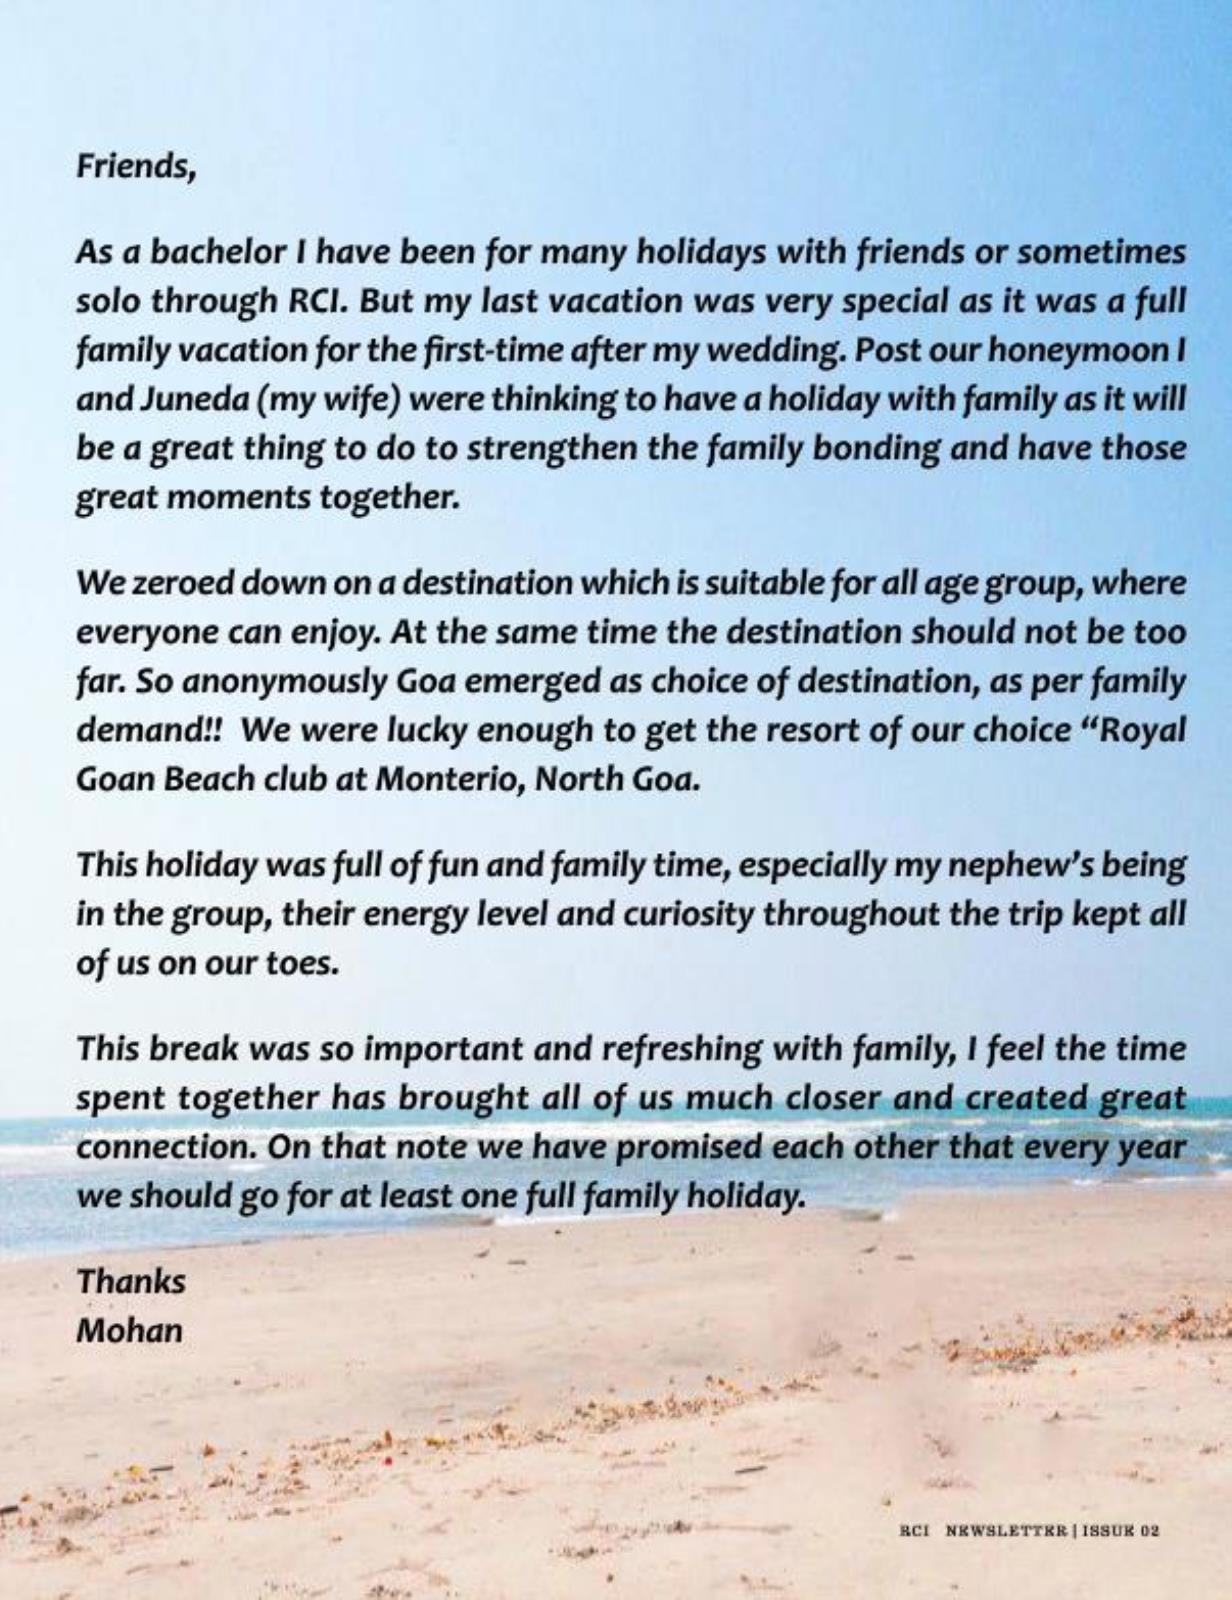 Friends,
As a bachelor I have been for many holidays with friends or sometimes
solo through RCI. But my last vacation was very special as it was a full
family vacation for the first-time after my wedding. Post our honeymoon I
and Juneda (my wife) were thinking to have a holiday with family as it will
be a great thing to do to strengthen the family bonding and have those
great moments together.
We zeroed down on a destination which is suitable for all age group, where
everyone can enjoy. At the same time the destination should not be too
far. So anonymously Goa emerged as choice of destination, as per family
demand!!  We were lucky enough to get the resort of our choice “Royal
Goan Beach club at Monterio, North Goa.
This holiday was full of fun and family time, especially my nephew’s being
in the group, their energy level and curiosity throughout the trip kept all
of us on our toes.
This break was so important and refreshing with family, I feel the time
spent together has brought all of us much closer and created great
connection. On that note we have promised each other that every year
we should go for at least one full family holiday.
Thanks
Mohan
RCI NEWSLETTER | ISSUE 02